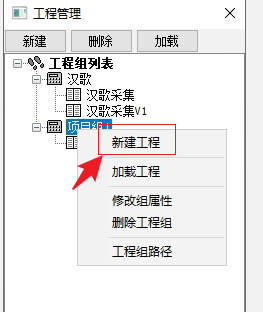 工程管理
新建 删除 加载
工程组列表
汉歌
汉歌采集
汉歌采集V1
项目组1
新建工程
加载工程
修改组属性
删除工程组
工程组路径